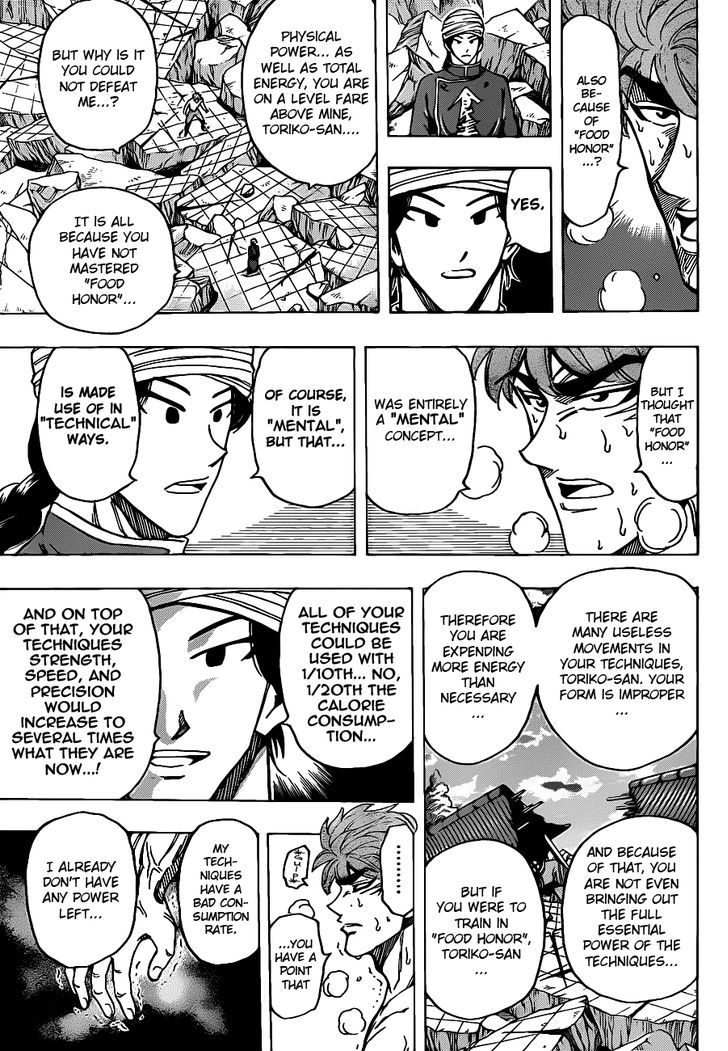 ALSO
BE-
CAUSE
OF
"FOOD
HONOR"
...?
YES.
PHYSICAL
POWER... AS
WELL AS TOTAL
ENERGY, YOU ARE
ON A LEVEL FARE
ABOVE MINE,
TORIKO-SAN....
BUT WHY IS IT
YOU COULD
NOT DEFEAT
ME...?
IT IS ALL
BECAUSE YOU
HAVE NOT
MASTERED
"FOOD
HONOR"...
BUT I
THOUGHT
THAT
"FOOD
HONOR"
...
WAS ENTIRELY
A "MENTAL"
CONCEPT...
OF COURSE,
IT IS
"MENTAL",
BUT THAT...
IS MADE
USE OF IN
"TECHNICAL"
WAYS.
THERE ARE
MANY USELESS
MOVEMENTS IN
YOUR TECHNIQUES,
TORIKO-SAN. YOUR
FORM IS IMPROPER
...
THEREFORE
YOU ARE
EXPENDING
MORE ENERGY
THAN
NECESSARY
...
AND BECAUSE
OF THAT, YOU
ARE NOT EVEN
BRINGING OUT
THE FULL
ESSENTIAL
POWER OF THE
TECHNIQUES...
BUT IF
YOU WERE
TO TRAIN
IN
"FOOD HONOR",
TORIKO-SAN
...
ALL OF YOUR
TECHNIQUES
COULD BE
USED WITH
1/10TH... NO,
1/20TH THE
CALORIE
CONSUMP-
TION...
AND ON TOP
OF THAT, YOUR
TECHNIQUES
STRENGTH,
SPEED, AND
PRECISION
WOULD
INCREASE TO
SEVERAL TIMES
WHAT THEY ARE
NOW...!
........
...YOU
HAVE A
POINT
THAT
MY
TECH-
NIQUES
HAVE A
BAD CON-
SUMPTION
RATE.
I ALREADY
DON'T HAVE
ANY POWER
LEFT...